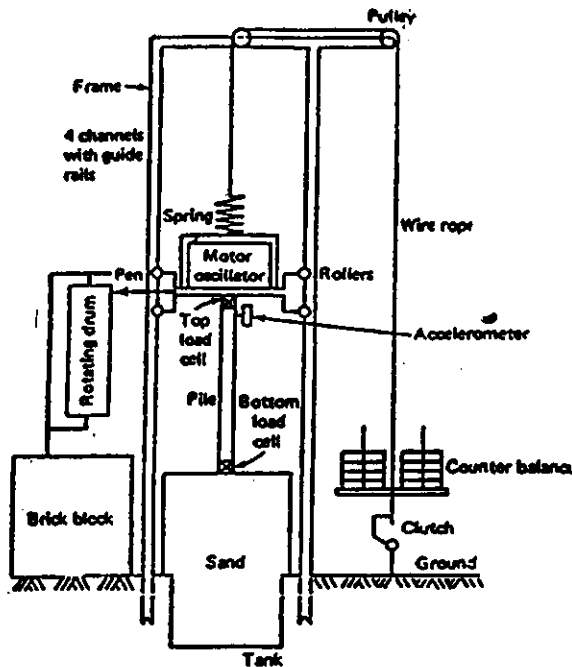 Pulley
Frame
4 channels
with guide
rails
Spring
Wire rope
Motor
oscillator
Pen
Rollers
Rotating drum
Top
load
cell
Accelerometer
Pile
Bottom
load
cell
Counter balance
Brick block
Clutch
Sand
Ground
Tank